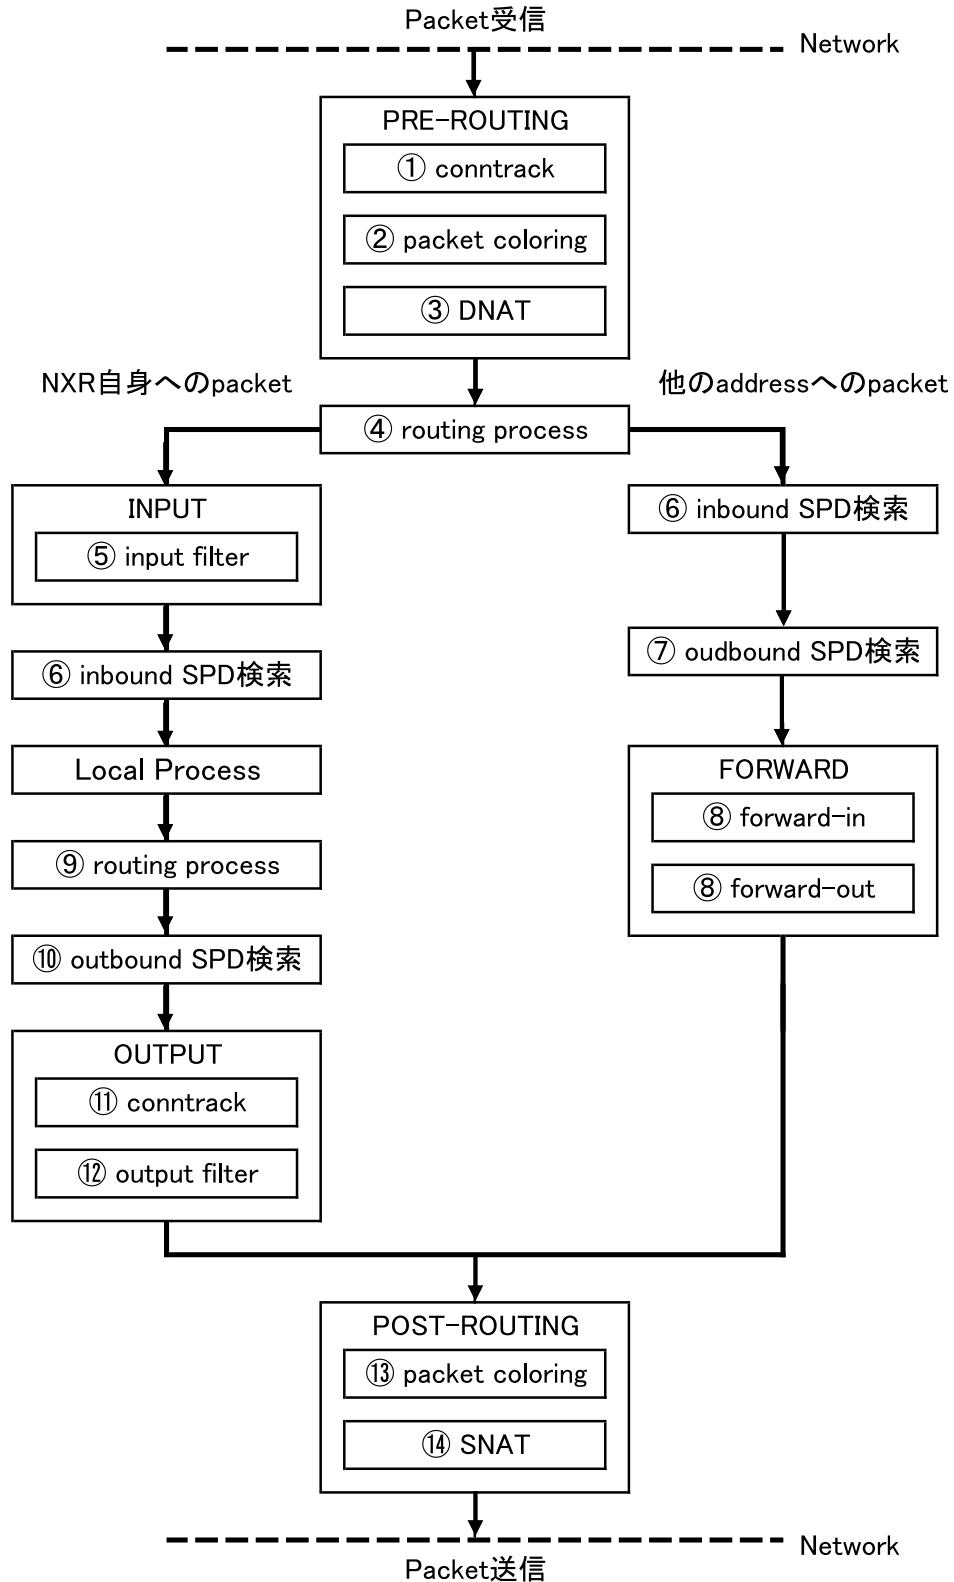 Packet受信
Network
PRE-ROUTING
① conntrack
② packet coloring
③ DNAT
NXR自身へのpacket
他のaddressへのpacket
④ routing process
INPUT
⑤ input filter
⑥ inbound SPD検索
Local Process
⑨ routing process
⑩ outbound SPD検索
OUTPUT
⑪ conntrack
⑫ output filter
⑥ inbound SPD検索
⑦ oudbound SPD検索
FORWARD
⑧ forward-in
⑧ forward-out
POST-ROUTING
⑬ packet coloring
⑭ SNAT
Network
Packet送信